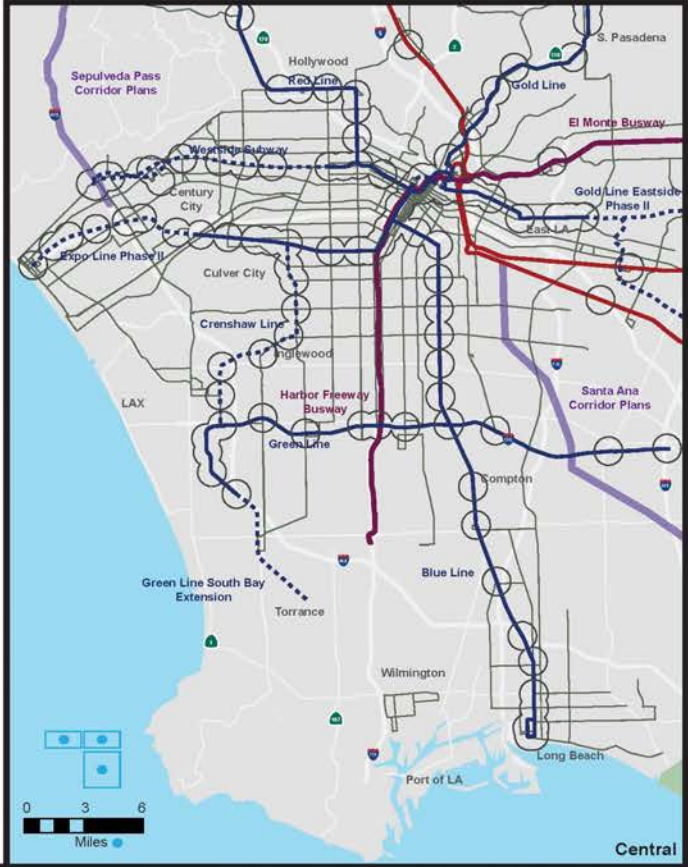 S. Pasadena
Hollywood
Red Line
Gold Line
Sepulveda Pass
Corridor Plans
El Monte Busway
Westside Subway
Century
City
Gold Line Eastside
Phase II
East LA
Expo Line Phase II
Culver City
Crenshaw Line
Inglewood
LAX
Harbor Freeway
Busway
Santa Ana
Corridor Plans
Green Line
Compton
Blue Line
Green Line South Bay
Extension
Torrance
Wilmington
Long Beach
Port of LA
0 3 6
Miles
Central